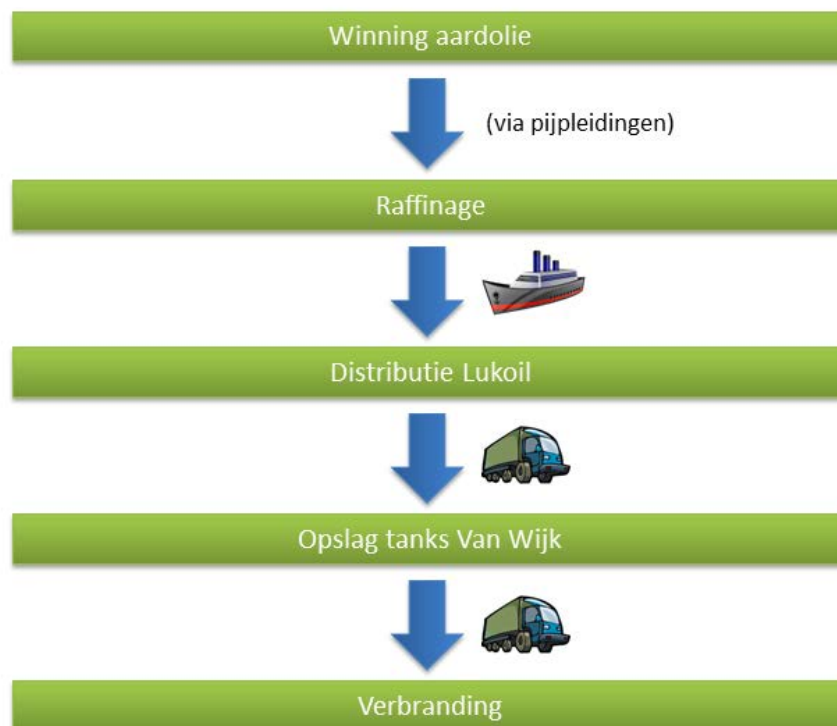 Winning aardolie
(via pijpleidingen)
Raffinage
Distributie Lukoil
Opslag tanks Van Wijk
Verbranding